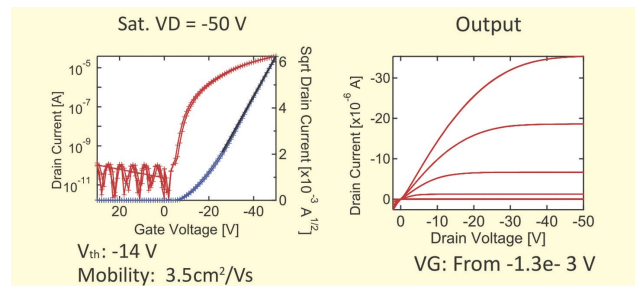 Sat. VD = -50 V
Output
Drain Current [A]
10⁻⁵
10⁻⁷
10⁻⁹
10⁻¹¹
20
0
-20
-40
Gate Voltage [V]
6
4
2
0
Sqrt Drain Current [x10⁻³ A^1/2]
Drain Current [x10⁻⁶ A]
-30
-20
-10
0
0
-10
-20
-30
-40
-50
Drain Voltage [V]
Vth: -14 V
Mobility: 3.5cm²/Vs
VG: From -1.3e- 3 V